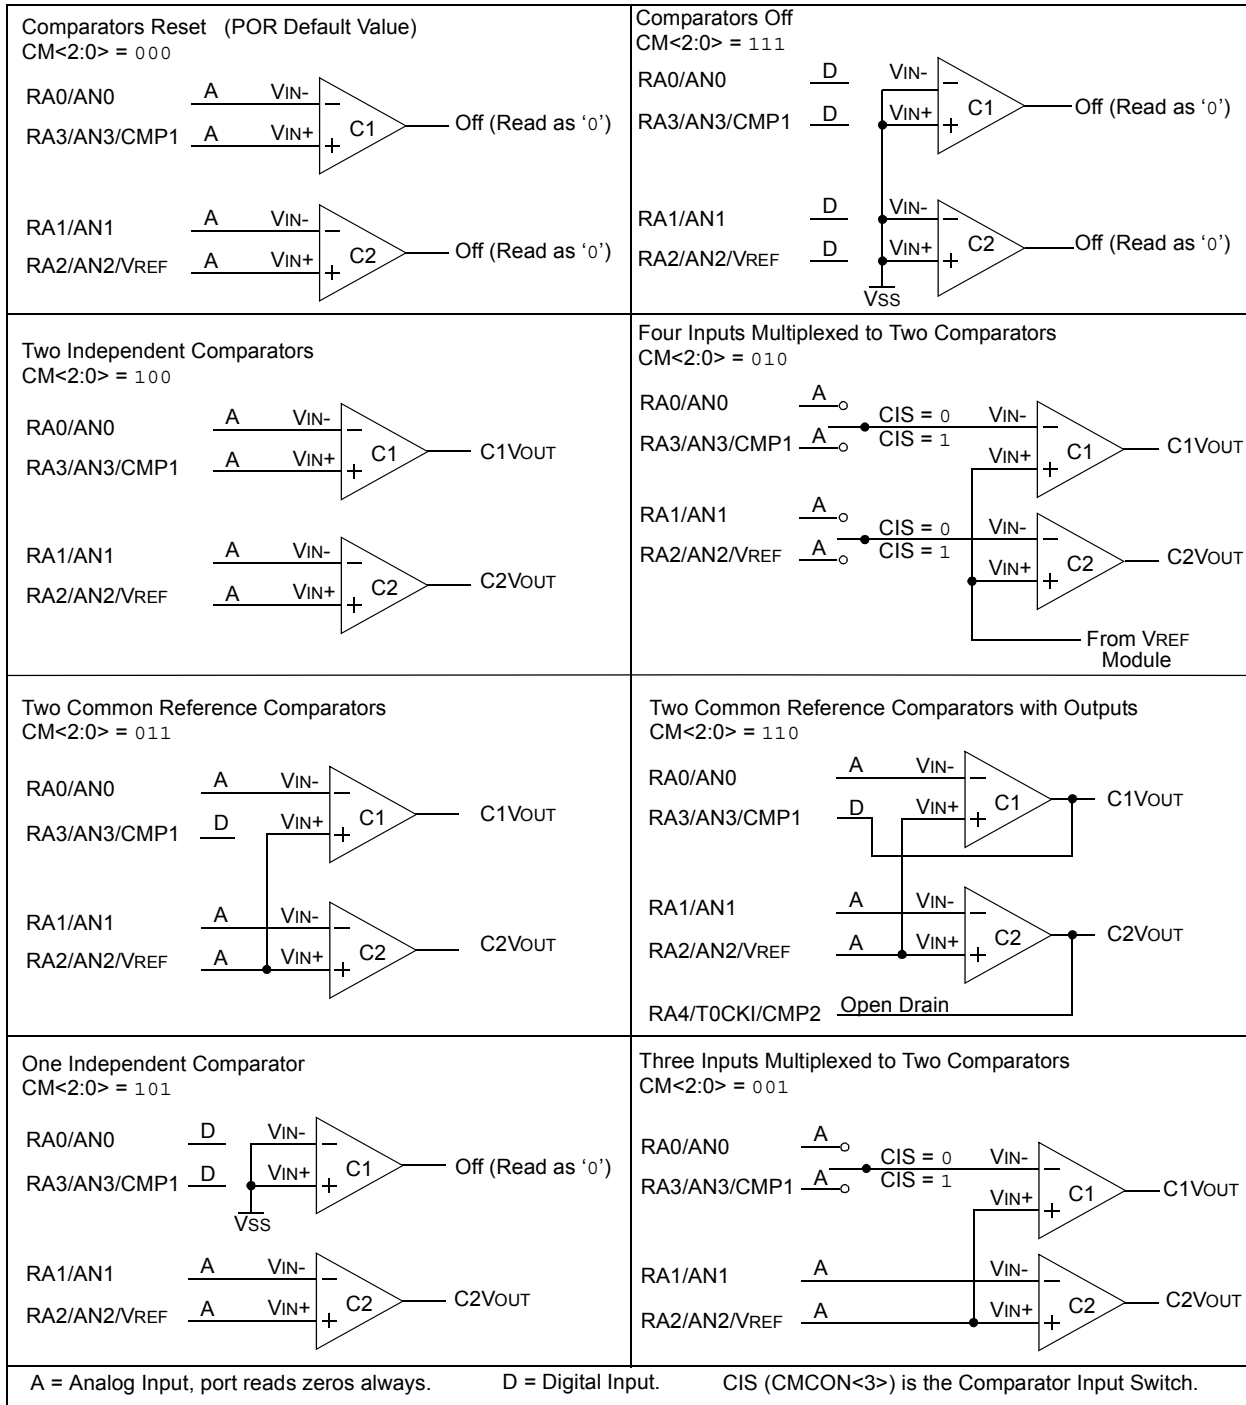 Comparators Reset (POR Default Value)
CM<2:0> = 000
RA0/AN0 A VIN- −
RA3/AN3/CMP1 A VIN+ + C1 Off (Read as ‘0’)
RA1/AN1 A VIN- −
RA2/AN2/VREF A VIN+ + C2 Off (Read as ‘0’)
Comparators Off
CM<2:0> = 111
RA0/AN0 D VIN- −
RA3/AN3/CMP1 D VIN+ + C1 Off (Read as ‘0’)
RA1/AN1 D VIN- −
RA2/AN2/VREF D VIN+ + C2 Off (Read as ‘0’)
VSS
Two Independent Comparators
CM<2:0> = 100
RA0/AN0 A VIN- −
RA3/AN3/CMP1 A VIN+ + C1 C1VOUT
RA1/AN1 A VIN- −
RA2/AN2/VREF A VIN+ + C2 C2VOUT
Four Inputs Multiplexed to Two Comparators
CM<2:0> = 010
RA0/AN0 A CIS = 0 VIN- −
RA3/AN3/CMP1 A CIS = 1 VIN+ + C1 C1VOUT
RA1/AN1 A CIS = 0 VIN- −
RA2/AN2/VREF A CIS = 1 VIN+ + C2 C2VOUT
From VREF
Module
Two Common Reference Comparators
CM<2:0> = 011
RA0/AN0 A VIN- −
RA3/AN3/CMP1 D VIN+ + C1 C1VOUT
RA1/AN1 A VIN- −
RA2/AN2/VREF A VIN+ + C2 C2VOUT
Two Common Reference Comparators with Outputs
CM<2:0> = 110
RA0/AN0 A VIN- −
RA3/AN3/CMP1 D VIN+ + C1 C1VOUT
RA1/AN1 A VIN- −
RA2/AN2/VREF A VIN+ + C2 C2VOUT
RA4/T0CKI/CMP2 Open Drain
One Independent Comparator
CM<2:0> = 101
RA0/AN0 D VIN- −
RA3/AN3/CMP1 D VIN+ + C1 Off (Read as ‘0’)
VSS
RA1/AN1 A VIN- −
RA2/AN2/VREF A VIN+ + C2 C2VOUT
Three Inputs Multiplexed to Two Comparators
CM<2:0> = 001
RA0/AN0 A CIS = 0 VIN- −
RA3/AN3/CMP1 A CIS = 1 VIN+ + C1 C1VOUT
RA1/AN1 A VIN- −
RA2/AN2/VREF A VIN+ + C2 C2VOUT
A = Analog Input, port reads zeros always. D = Digital Input. CIS (CMCON<3>) is the Comparator Input Switch.